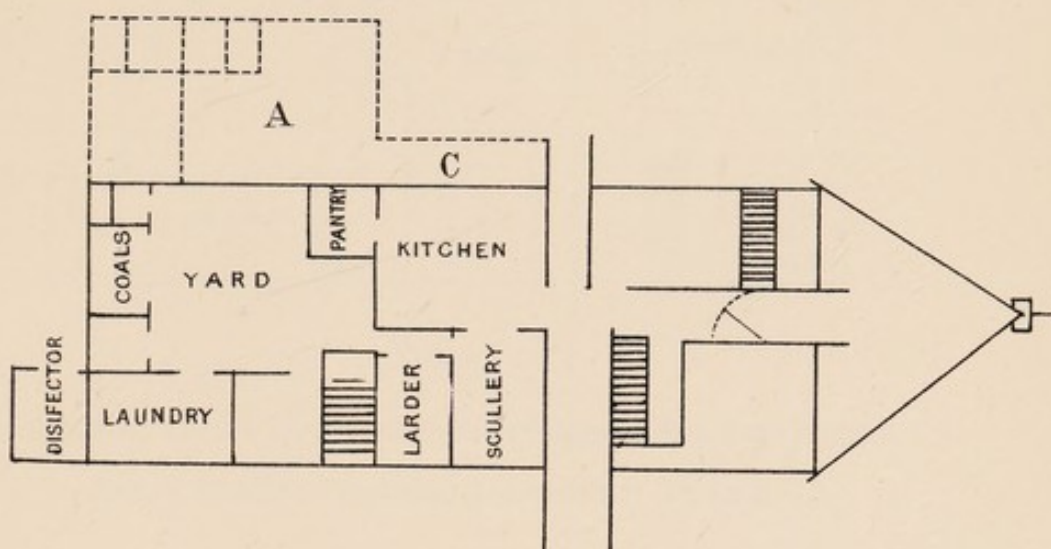 A
C
PANTRY
KITCHEN
COALS
YARD
DISIFECTOR
LAUNDRY
LARDER
SCULLERY